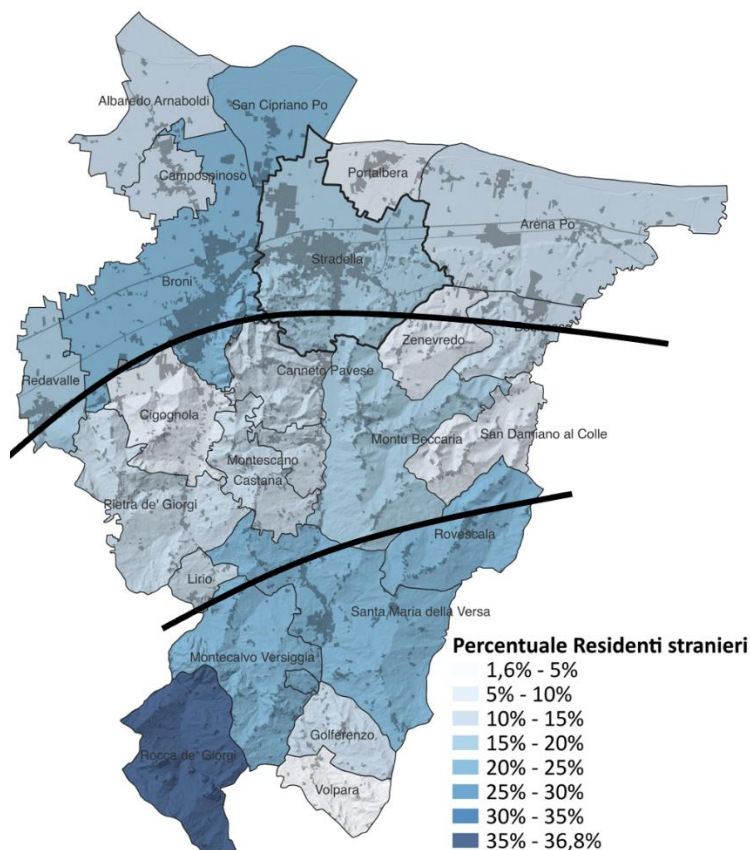 Albaredo Arnaboldi
San Cipriano Po
Campospinoso
Portalbera
Arena Po
Stradella
Broni
Zenevredo
Redavalle
Canneto Pavese
Cigognola
Montu Beccaria
San Damiano al Colle
Montescano
Castana
Pietra de' Giorgi
Rovescala
Lirio
Santa Maria della Versa
Montecalvo Versiggia
Golferenzo
Rocca de' Giorgi
Volpara
Percentuale Residenti stranieri
1,6% - 5%
5% - 10%
10% - 15%
15% - 20%
20% - 25%
25% - 30%
30% - 35%
35% - 36,8%